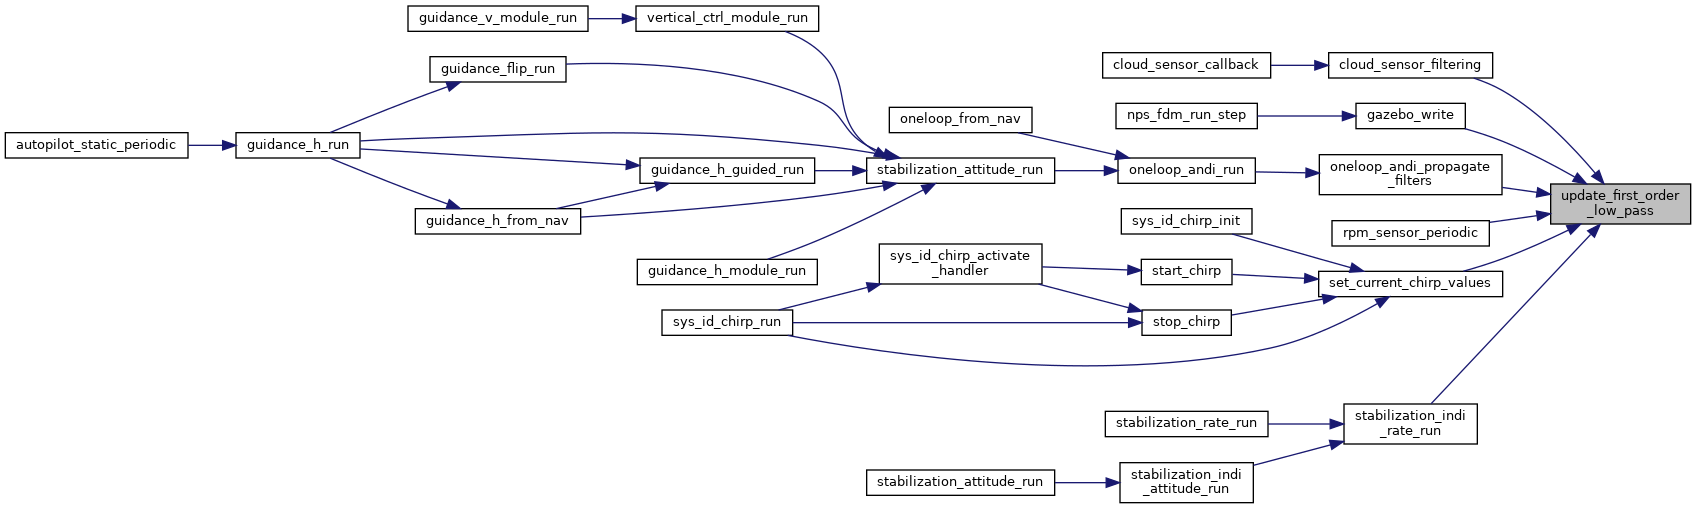 guidance_v_module_run
vertical_ctrl_module_run
guidance_flip_run
cloud_sensor_callback
cloud_sensor_filtering
oneloop_from_nav
nps_fdm_run_step
gazebo_write
autopilot_static_periodic
guidance_h_run
guidance_h_guided_run
stabilization_attitude_run
oneloop_andi_run
oneloop_andi_propagate
_filters
update_first_order
_low_pass
guidance_h_from_nav
sys_id_chirp_init
rpm_sensor_periodic
guidance_h_module_run
sys_id_chirp_activate
_handler
start_chirp
set_current_chirp_values
sys_id_chirp_run
stop_chirp
stabilization_rate_run
stabilization_indi
_rate_run
stabilization_attitude_run
stabilization_indi
_attitude_run